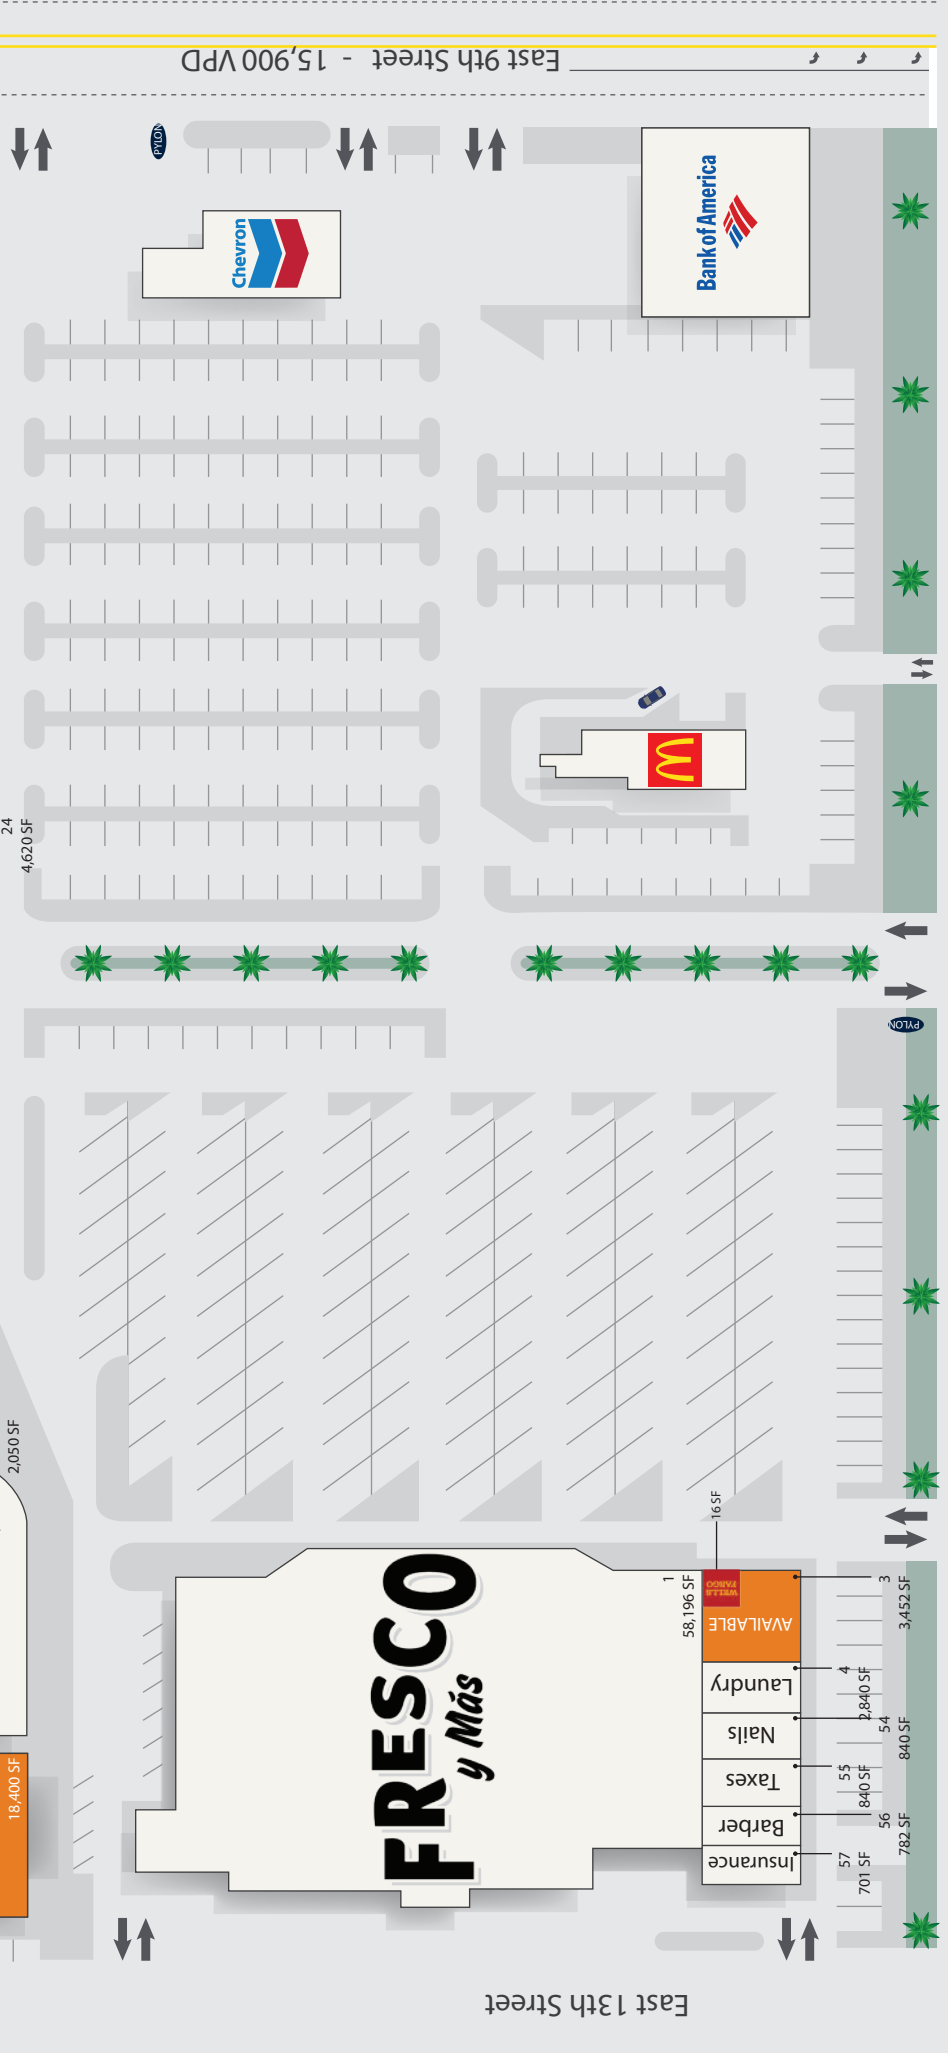 East 9th Street - 15,900 VPD
PYLON
Chevron
Bank of America
24
4,620 SF
PYLON
2,050 SF
16 SF
FRESCO
y Más
1
58,196 SF
WELLS
FARGO
AVAILABLE
3
3,452 SF
Laundry
4
2,840 SF
Nails
54
840 SF
Taxes
55
840 SF
Barber
56
782 SF
Insurance
57
701 SF
18,400 SF
East 13th Street